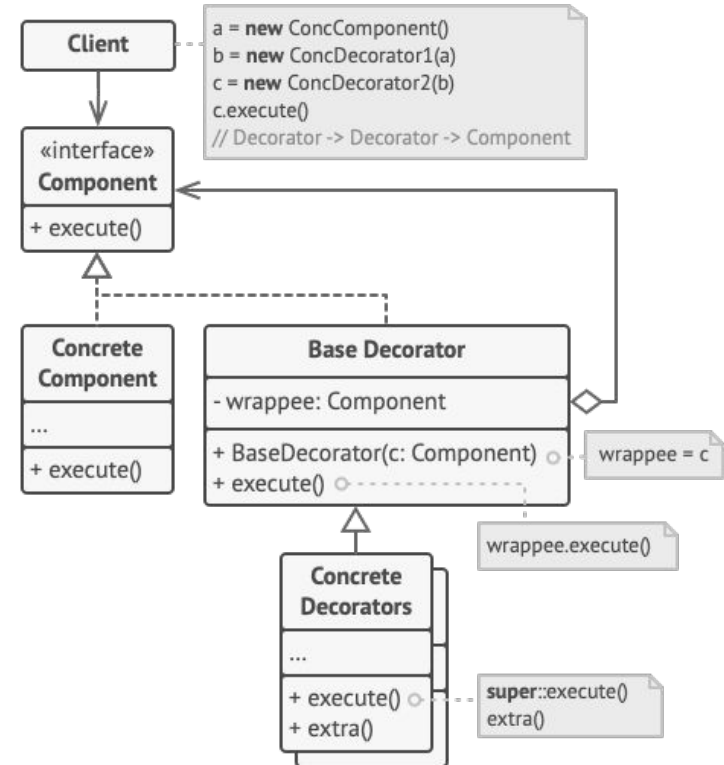 Client
a = new ConcComponent()
b = new ConcDecorator1(a)
c = new ConcDecorator2(b)
c.execute()
// Decorator -> Decorator -> Component
«interface»
Component
+ execute()
Concrete
Component
...
+ execute()
Base Decorator
- wrappee: Component
+ BaseDecorator(c: Component)
+ execute()
wrappee = c
wrappee.execute()
Concrete
Decorators
...
+ execute()
+ extra()
super::execute()
extra()